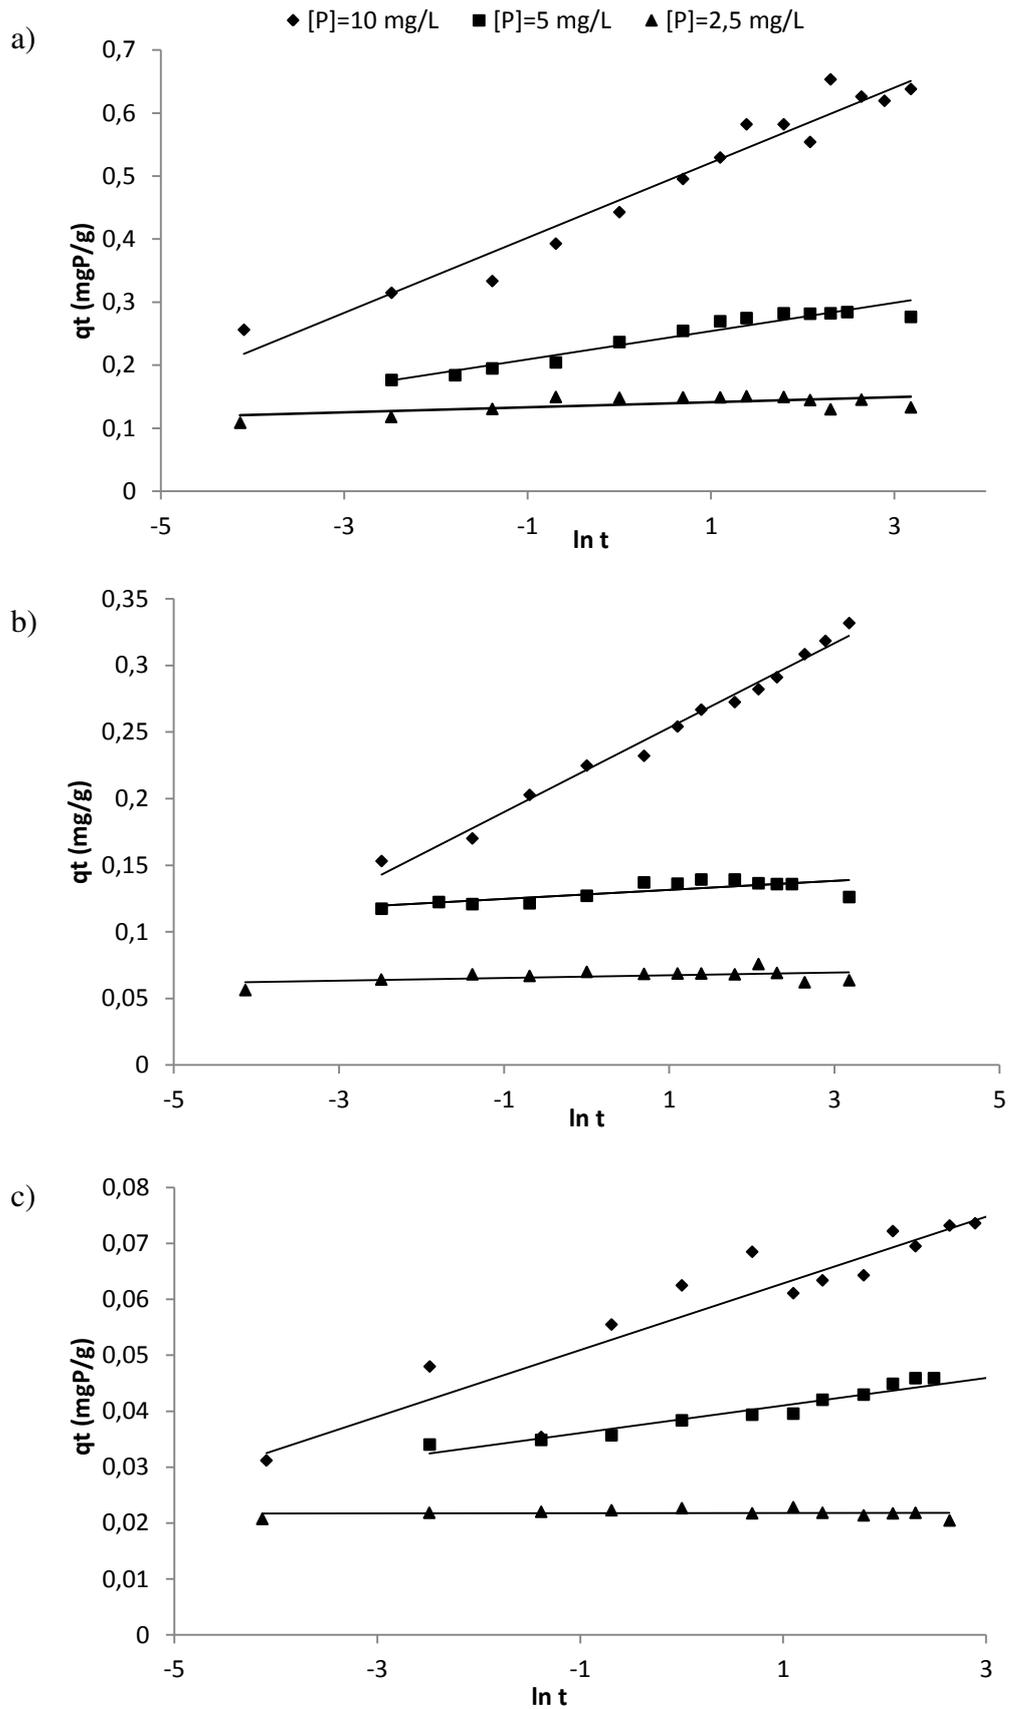 [P]=10 mg/L [P]=5 mg/L [P]=2,5 mg/L
a)
0,7
0,6
0,5
0,4
0,3
0,2
0,1
0
qt (mgP/g)
-5 -3 -1 1 3
ln t
b)
0,35
0,3
0,25
0,2
0,15
0,1
0,05
0
qt (mg/g)
-5 -3 -1 1 3 5
ln t
c)
0,08
0,07
0,06
0,05
0,04
0,03
0,02
0,01
0
qt (mgP/g)
-5 -3 -1 1 3
ln t